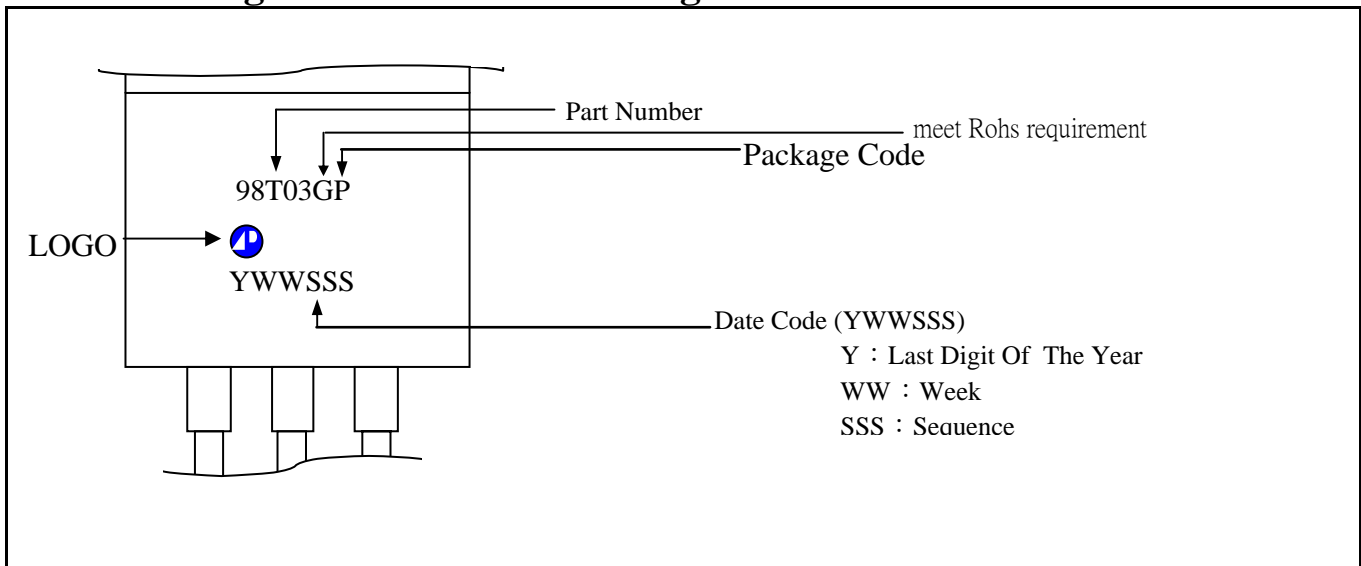 Part Number
meet Rohs requirement
Package Code
98T03GP
LOGO
YWWSSS
Date Code (YWWSSS)
Y：Last Digit Of The Year
WW：Week
SSS：Sequence